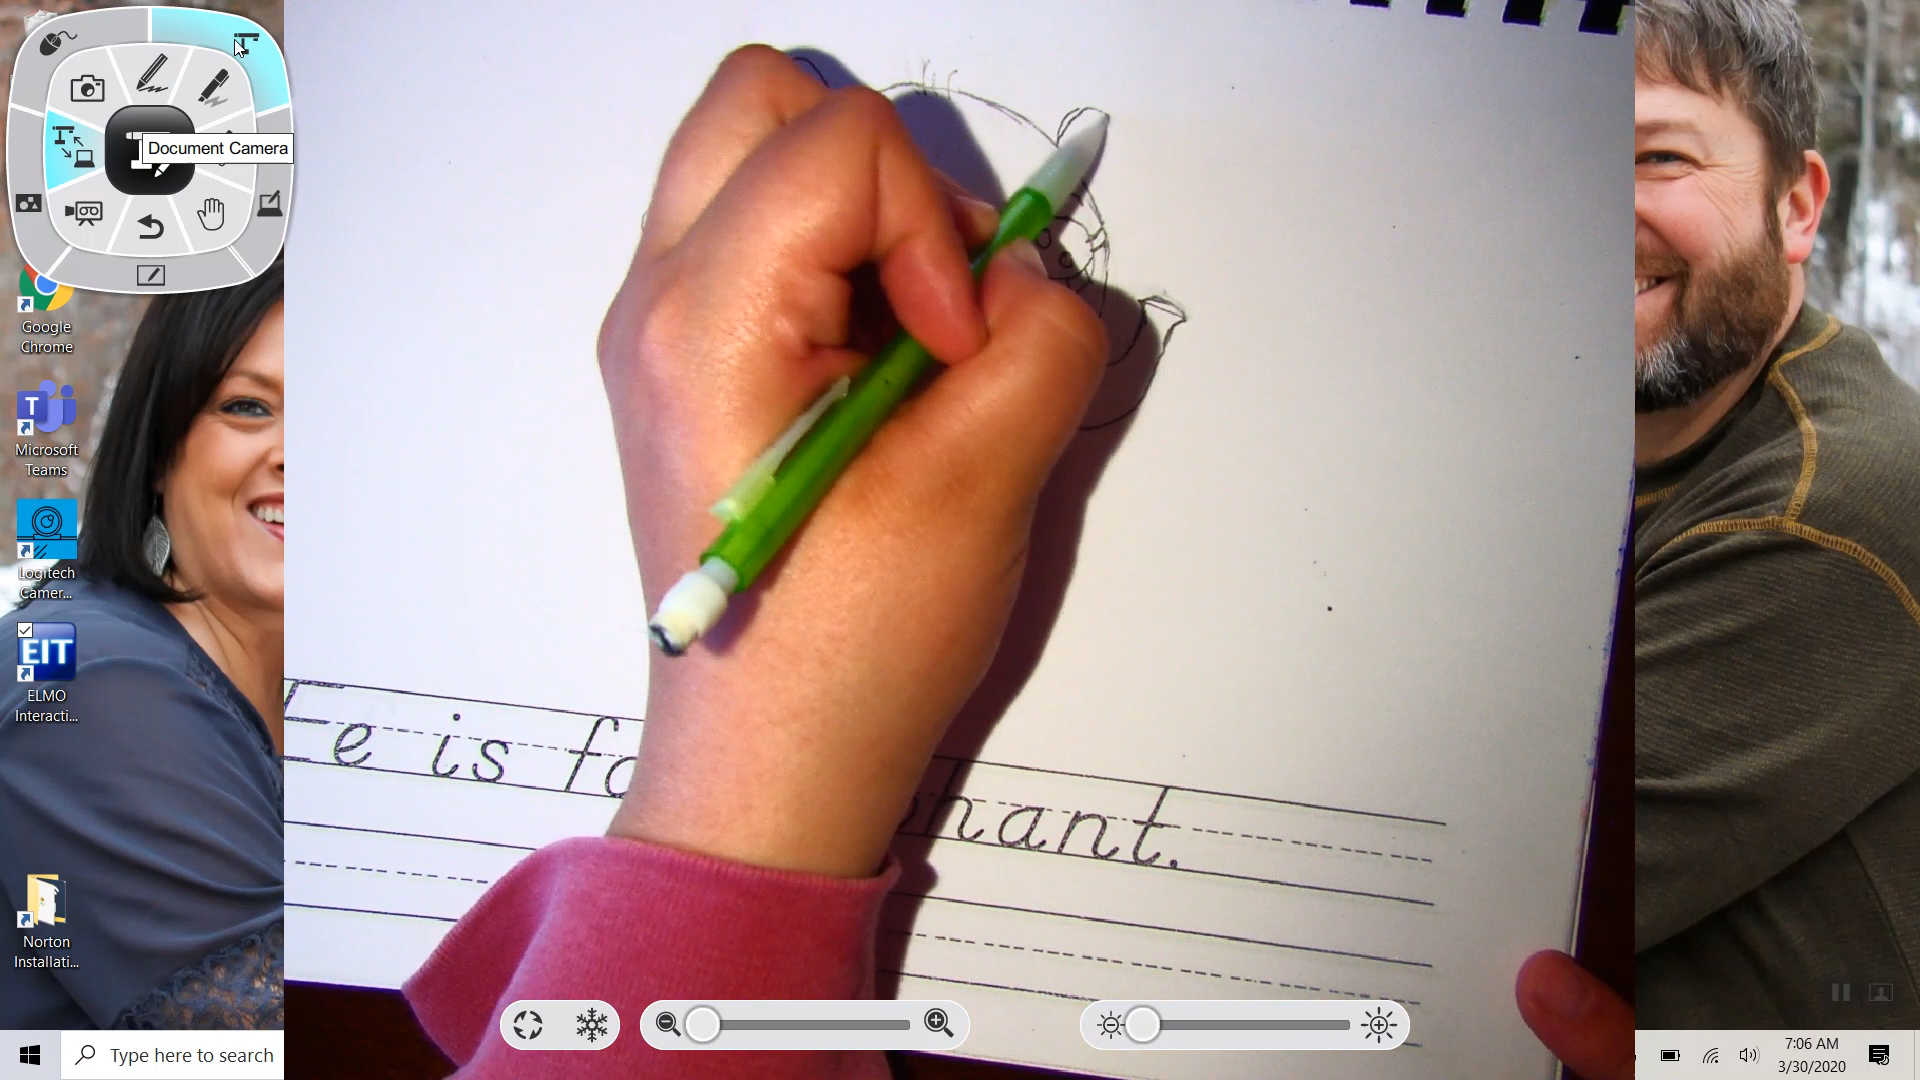 Document Camera
Google
Chrome
T
Microsoft
Teams
Logitech
Camer...
EIT
ELMO
Interacti...
Ee is fo
hant.
Norton
Installati...
Type here to search
7:06 AM
3/30/2020